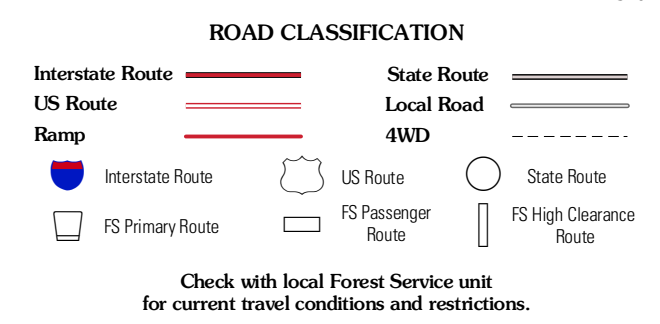 ROAD CLASSIFICATION
Interstate Route
State Route
US Route
Local Road
Ramp
4WD
Interstate Route
US Route
State Route
FS Primary Route
FS Passenger
Route
FS High Clearance
Route
Check with local Forest Service unit
for current travel conditions and restrictions.